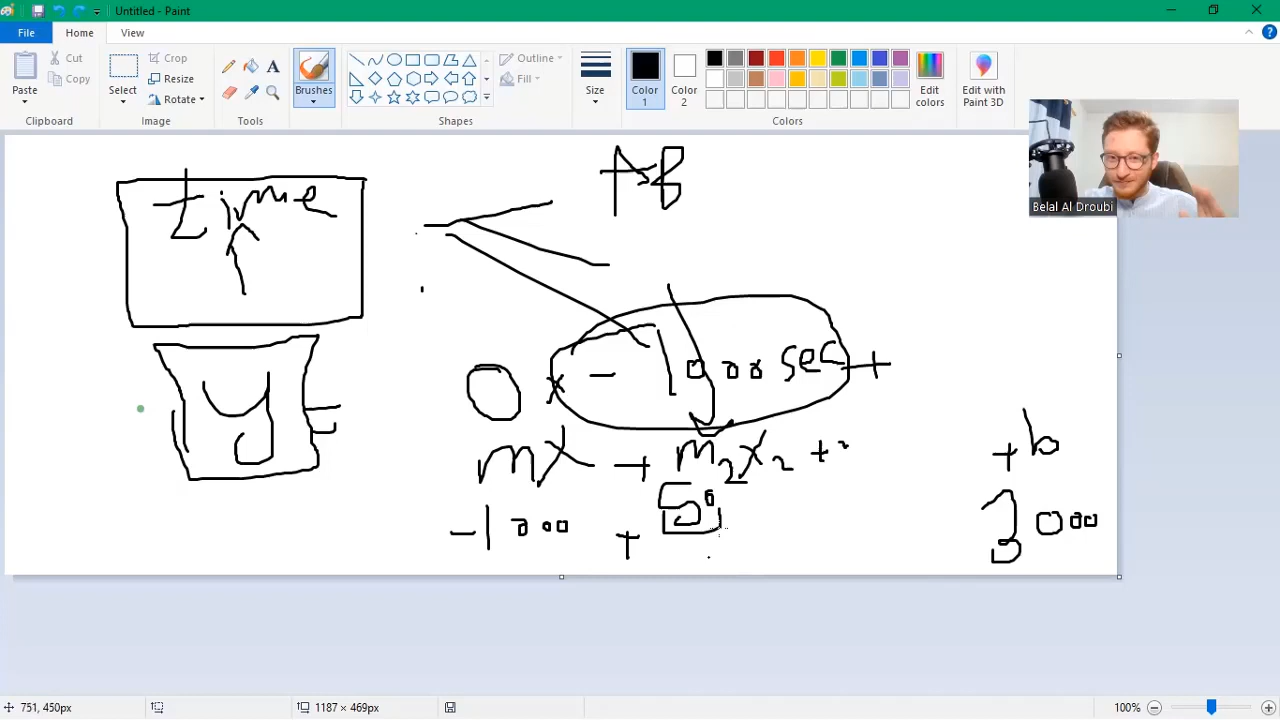 Untitled - Paint
File
Home
View
Paste
Cut
Copy
Clipboard
Select
Crop
Resize
Rotate
Image
A
Tools
Brushes
Outline
Fill
Shapes
Size
Color 1
Color 2
Edit colors
Colors
Edit with Paint 3D
Belal Al Droubi
time
AB
0 x - 1000 sec +
y =
mx + m2x2 + +b
-1000 + 50 3000
751, 450px
1187 × 469px
100%